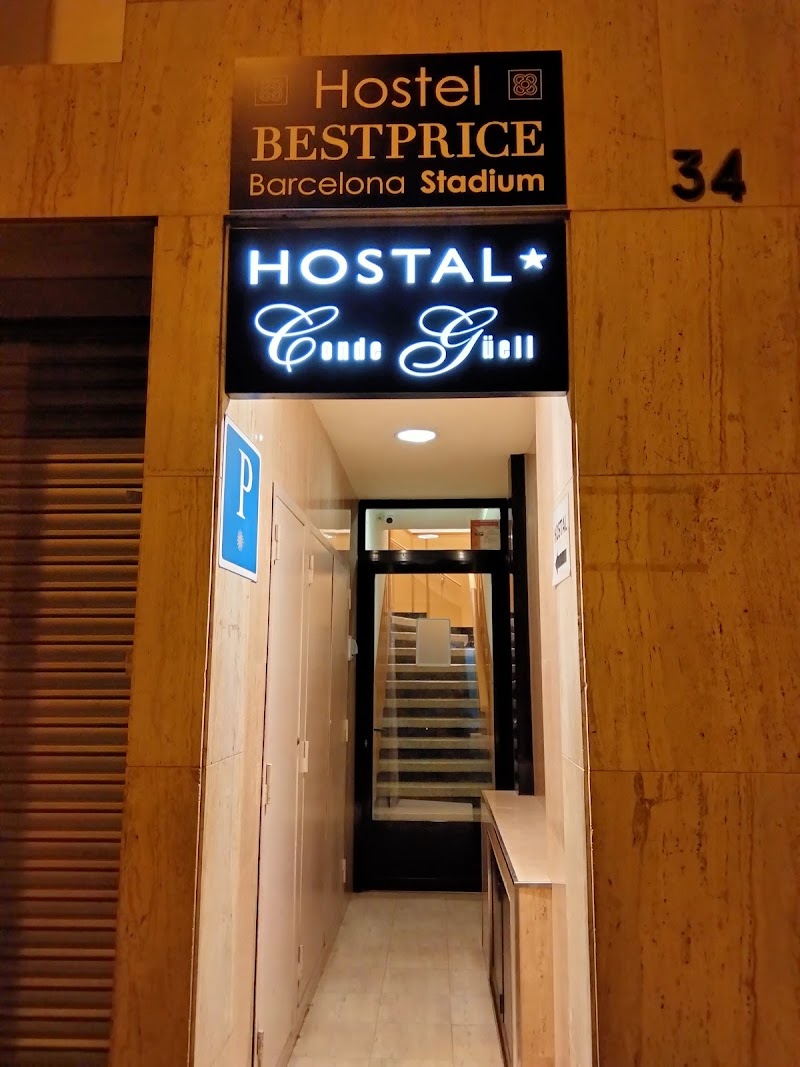 Hostel
BESTPRICE
Barcelona Stadium
34
HOSTAL*
Conde Güell
P
HOSTAL